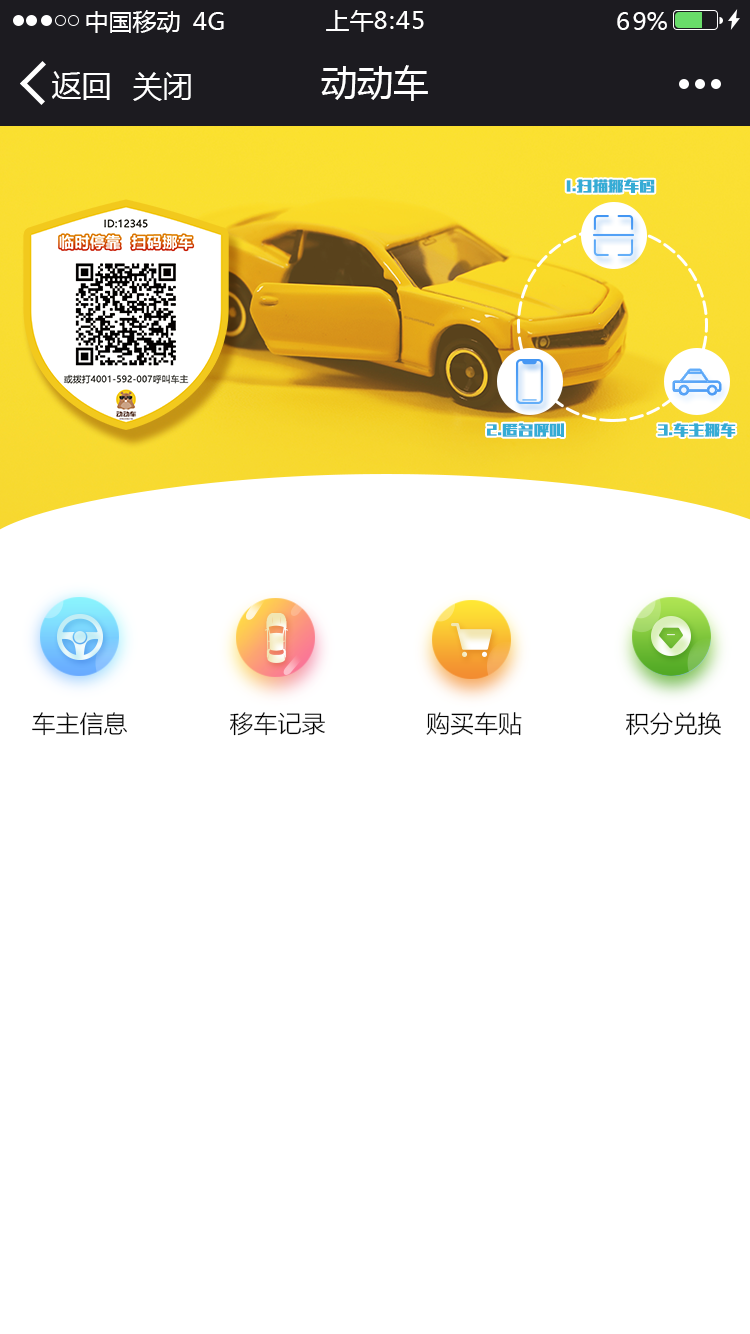 中国移动 4G 上午8:45 69%
返回 关闭 动动车
1.扫描挪车码
ID:12345
临时停靠 扫码挪车
或拨打4001-592-007呼叫车主
动动车
2.匿名呼叫
3.车主挪车
车主信息 移车记录 购买车贴 积分兑换